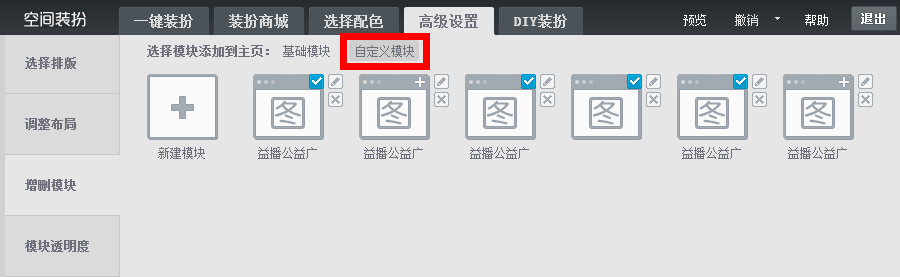 空间装扮 一键装扮 装扮商城 选择配色 高级设置 DIY装扮 预览 撤销 帮助 退出
选择模块添加到主页： 基础模块 自定义模块
选择排版
调整布局
增删模块
模块透明度
图 图 图 图 图 图
新建模块 益播公益广 益播公益广 益播公益广 益播公益广 益播公益广